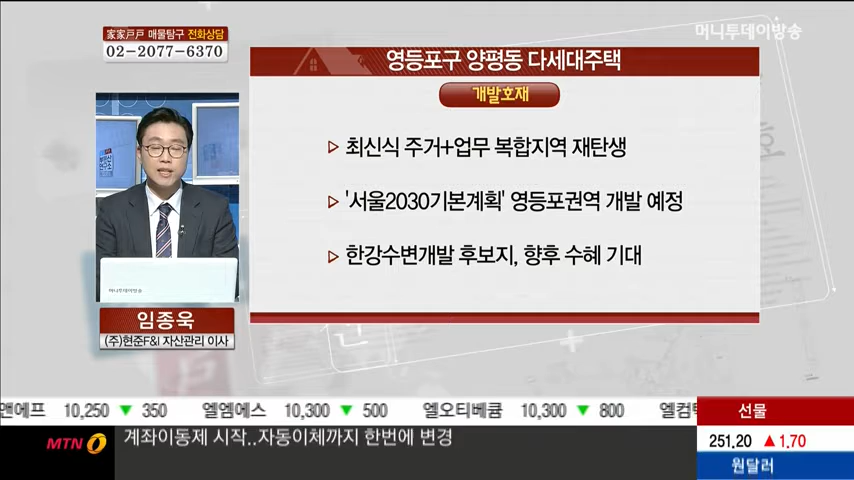 家家戶戶 매물탐구 전화상담
02-2077-6370
머니투데이방송
영등포구 양평동 다세대주택
개발호재
▷ 최신식 주거+업무 복합지역 재탄생
▷ '서울2030기본계획' 영등포권역 개발 예정
▷ 한강수변개발 후보지, 향후 수혜 기대
머니투데이방송
임종욱
(주)현준F&I 자산관리 이사
앤에프 10,250 ▼ 350 엘엠에스 10,300 ▼ 500 엘오티베큠 10,300 ▼ 800 엘컴텍
선물
251.20 ▲1.70
원달러
MTN
계좌이동제 시작..자동이체까지 한번에 변경